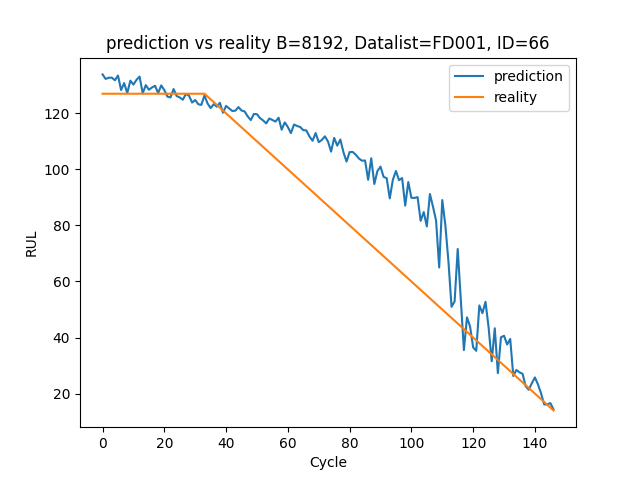 prediction vs reality B=8192, Datalist=FD001, ID=66
prediction
reality
RUL
120
100
80
60
40
20
0 20 40 60 80 100 120 140
Cycle